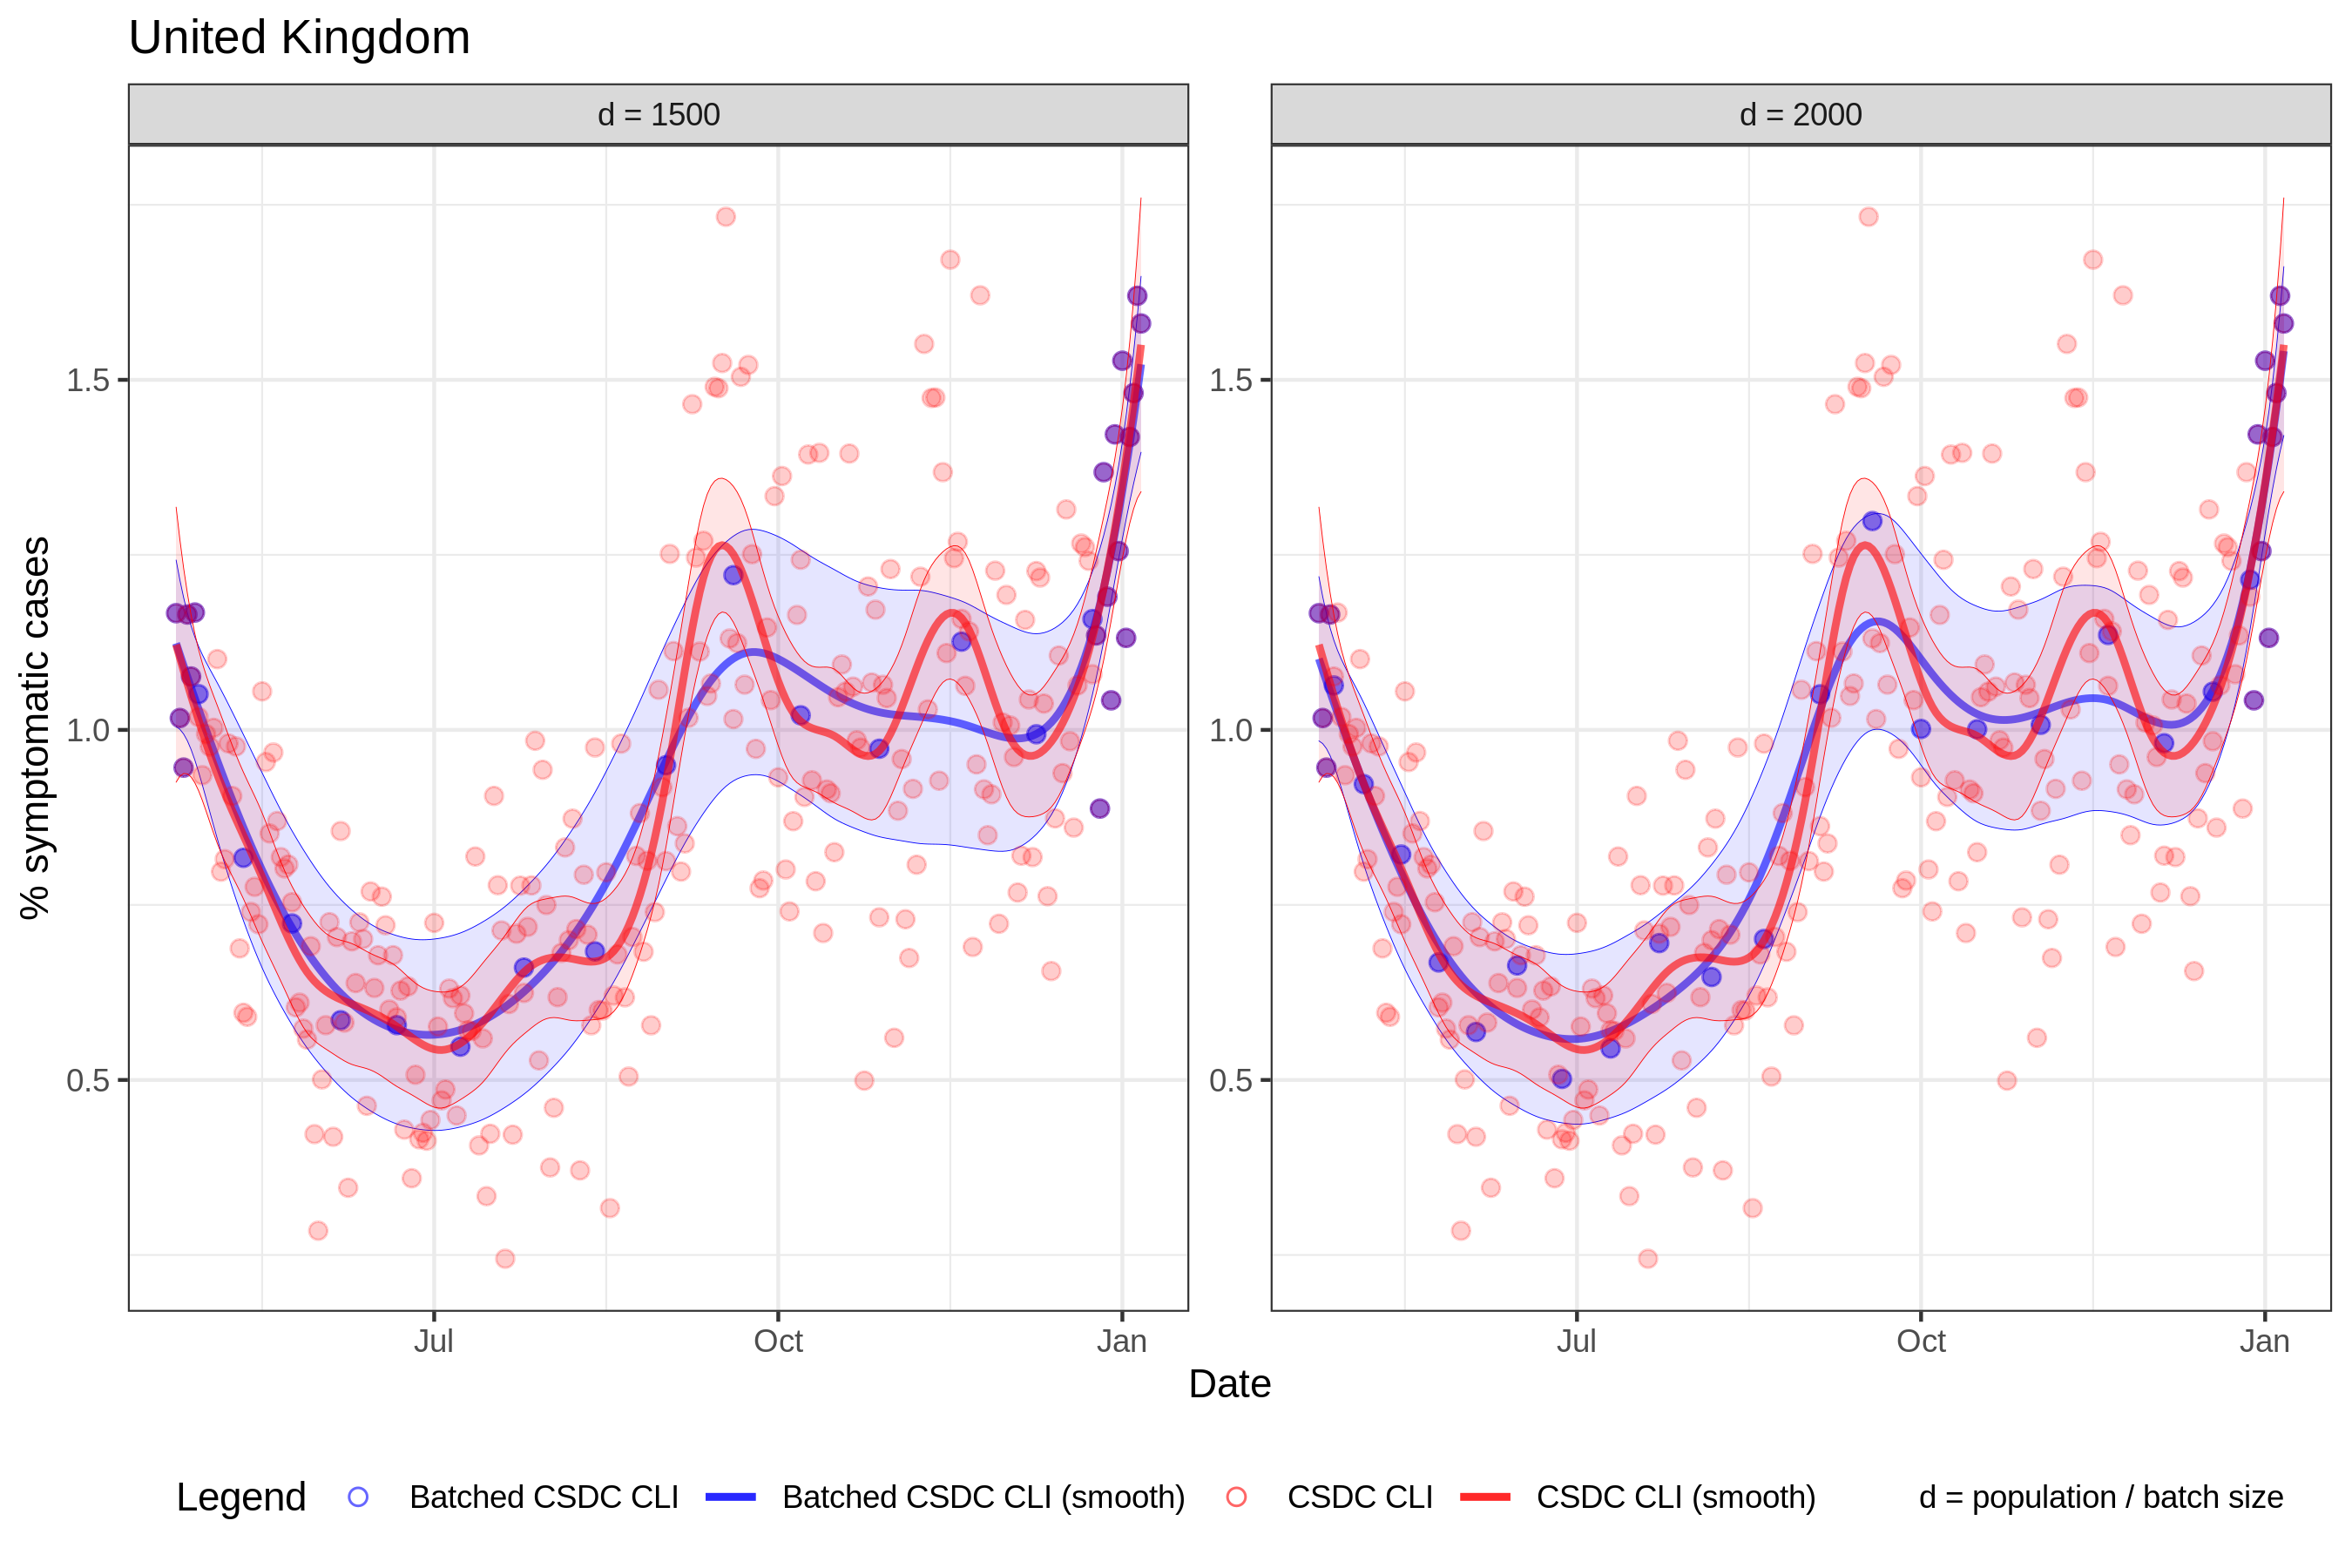 United Kingdom
d = 1500
d = 2000
% symptomatic cases
1.5
1.0
0.5
1.5
1.0
0.5
Jul Oct Jan
Jul Oct Jan
Date
Legend Batched CSDC CLI Batched CSDC CLI (smooth) CSDC CLI CSDC CLI (smooth) d = population / batch size